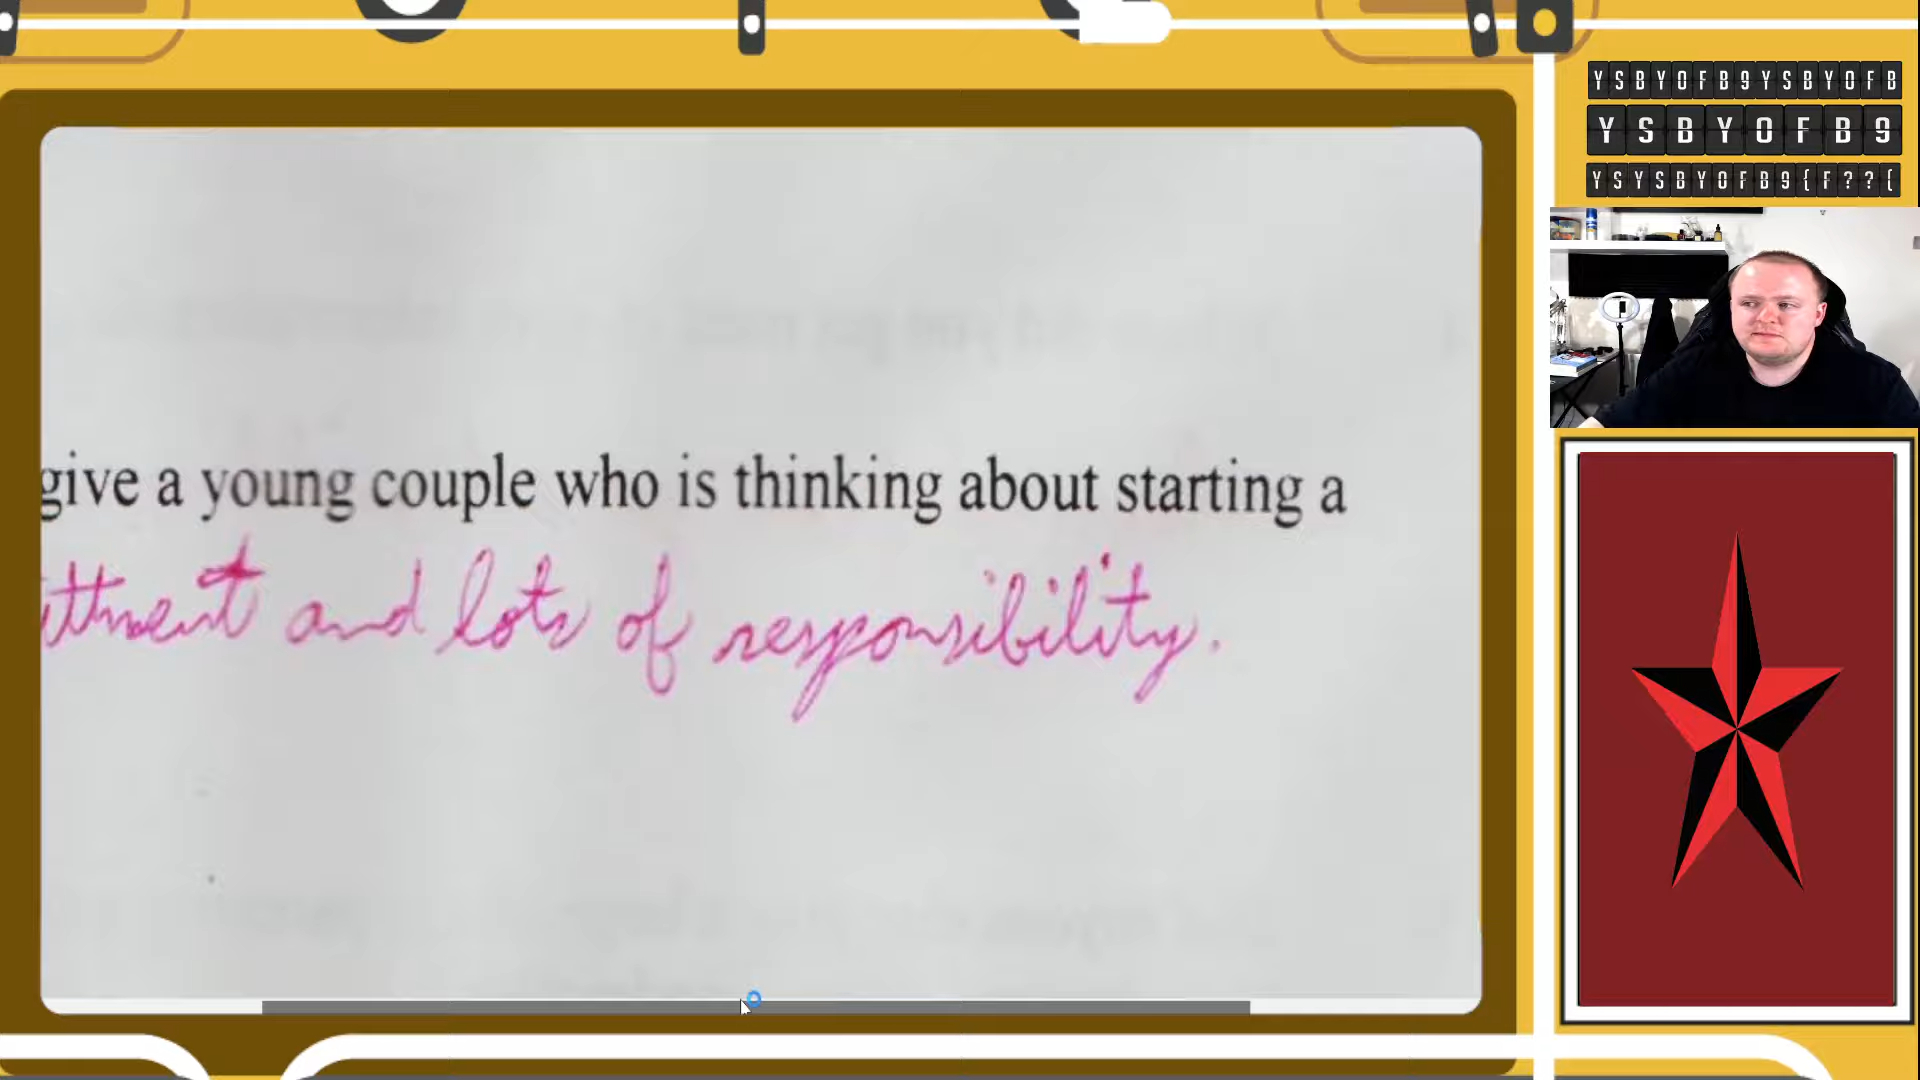 YSBYOFB9YSBYOFB
YSBYOFB9
YSYSBYOFB9{F??{
give a young couple who is thinking about starting a
and lots of responsibility.